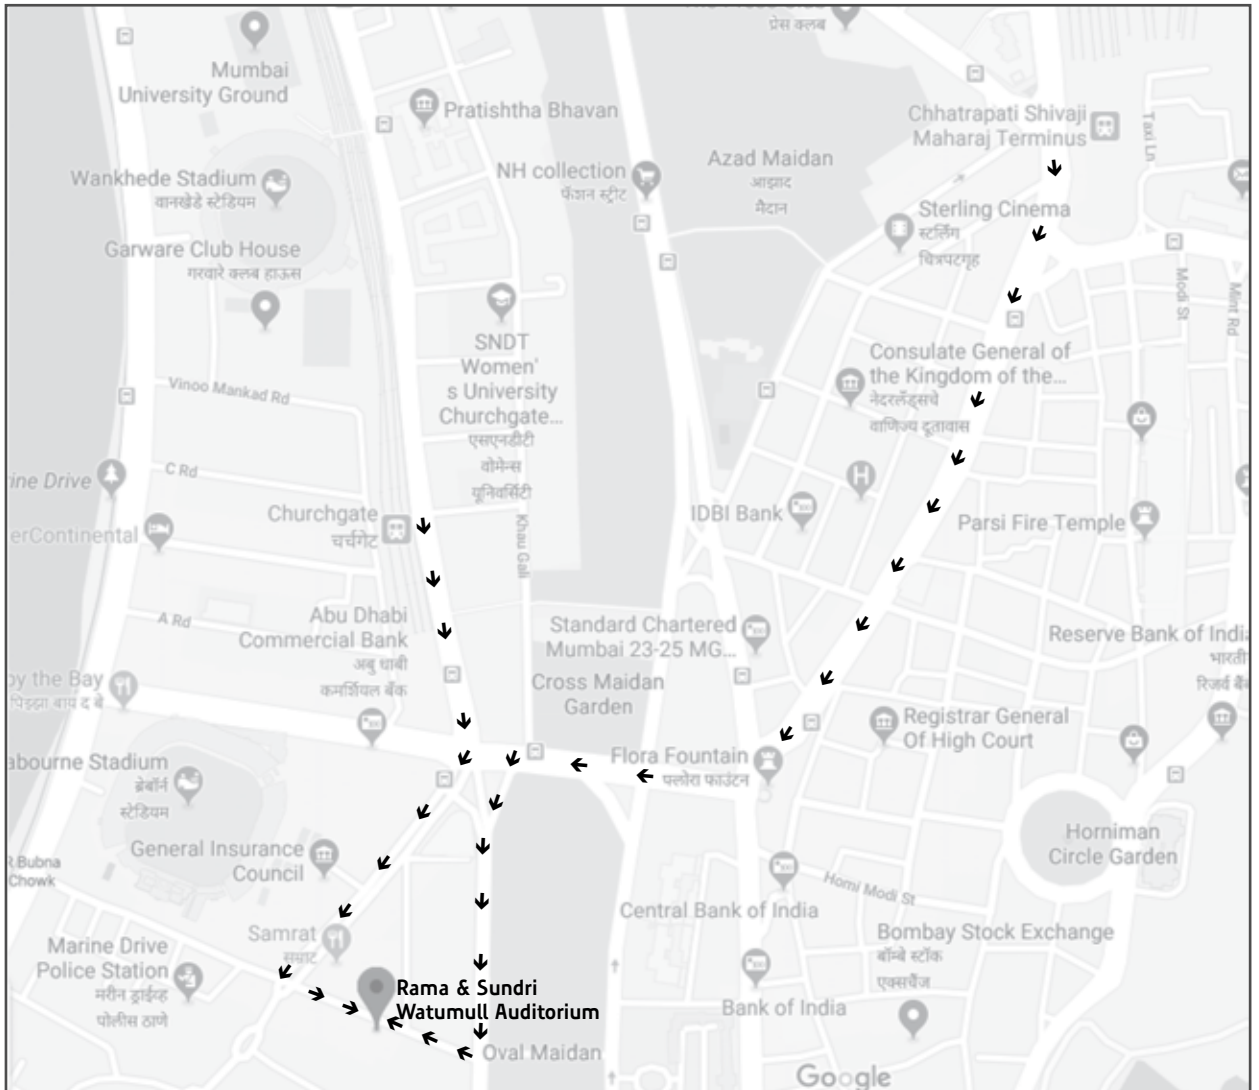 प्रेस क्लब
Mumbai
University Ground
Pratishtha Bhavan
Chhatrapati Shivaji
Maharaj Terminus
Taxi Ln
Wankhede Stadium
वानखेडे स्टेडियम
NH collection
फॅशन स्ट्रीट
Azad Maidan
आझाद
मैदान
Sterling Cinema
स्टर्लिंग
चित्रपटगृह
Garware Club House
गरवारे क्लब हाऊस
Modi St
Mint Rd
SNDT
Women'
s University
Churchgate...
एसएनडीटी
वोमेन्स
यूनिवर्सिटी
Consulate General of
the Kingdom of the...
नेदरलँड्सचे
वाणिज्य दूतावास
Vinoo Mankad Rd
C Rd
ine Drive
H
IDBI Bank
Parsi Fire Temple
Churchgate
चर्चगेट
erContinental
Khau Gali
A Rd
Abu Dhabi
Commercial Bank
अबु धाबी
कमर्शियल बँक
Standard Chartered
Mumbai 23-25 MG...
Reserve Bank of India
भारती
रिजर्व बैं
by the Bay
पिझ्झा बाय द बे
Cross Maidan
Garden
Registrar General
Of High Court
Flora Fountain
फ्लोरा फाउंटन
abourne Stadium
ब्रेबॉर्न
स्टेडियम
Horniman
Circle Garden
General Insurance
Council
R Bubna
Chowk
Homi Modi St
Central Bank of India
Samrat
सम्राट
Bombay Stock Exchange
बॉम्बे स्टॉक
एक्सचेंज
Marine Drive
Police Station
मरीन ड्राईव्ह
पोलीस ठाणे
Rama & Sundri
Watumull Auditorium
Bank of India
Oval Maidan
Google